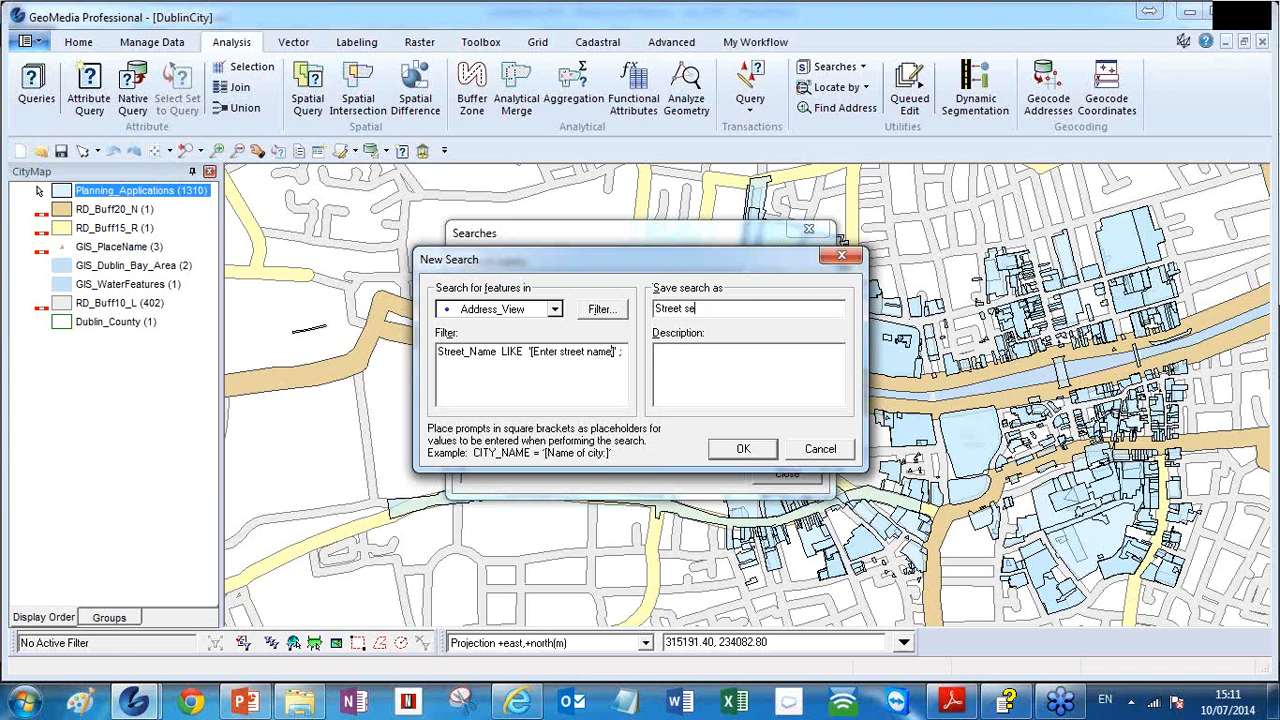 GeoMedia Professional - [DublinCity]
Home Manage Data Analysis Vector Labeling Raster Toolbox Grid Cadastral Advanced My Workflow
Queries
Attribute Query
Native Query
Select Set to Query
Selection
Join
Union
Spatial Query
Spatial Intersection
Spatial Difference
Buffer Zone
Analytical Merge
Aggregation
Functional Attributes
Analyze Geometry
Query
Searches
Locate by
Find Address
Queued Edit
Dynamic Segmentation
Geocode Addresses
Geocode Coordinates
Attribute Spatial Analytical Transactions Utilities Geocoding
CityMap
Planning_Applications (1310)
RD_Buff20_N (1)
RD_Buff15_R (1)
GIS_PlaceName (3)
GIS_Dublin_Bay_Area (2)
GIS_WaterFeatures (1)
RD_Buff10_L (402)
Dublin_County (1)
Searches
New Search
Search for features in
Address_View
Filter...
Filter:
Street_Name LIKE '[Enter street name]' ;
Save search as
Street se
Description:
Place prompts in square brackets as placeholders for
values to be entered when performing the search.
Example: CITY_NAME = '[Name of city:]'
OK Cancel
Close
Display Order Groups
No Active Filter
Projection +east,+north(m)
315191.40, 234082.80
EN
15:11
10/07/2014